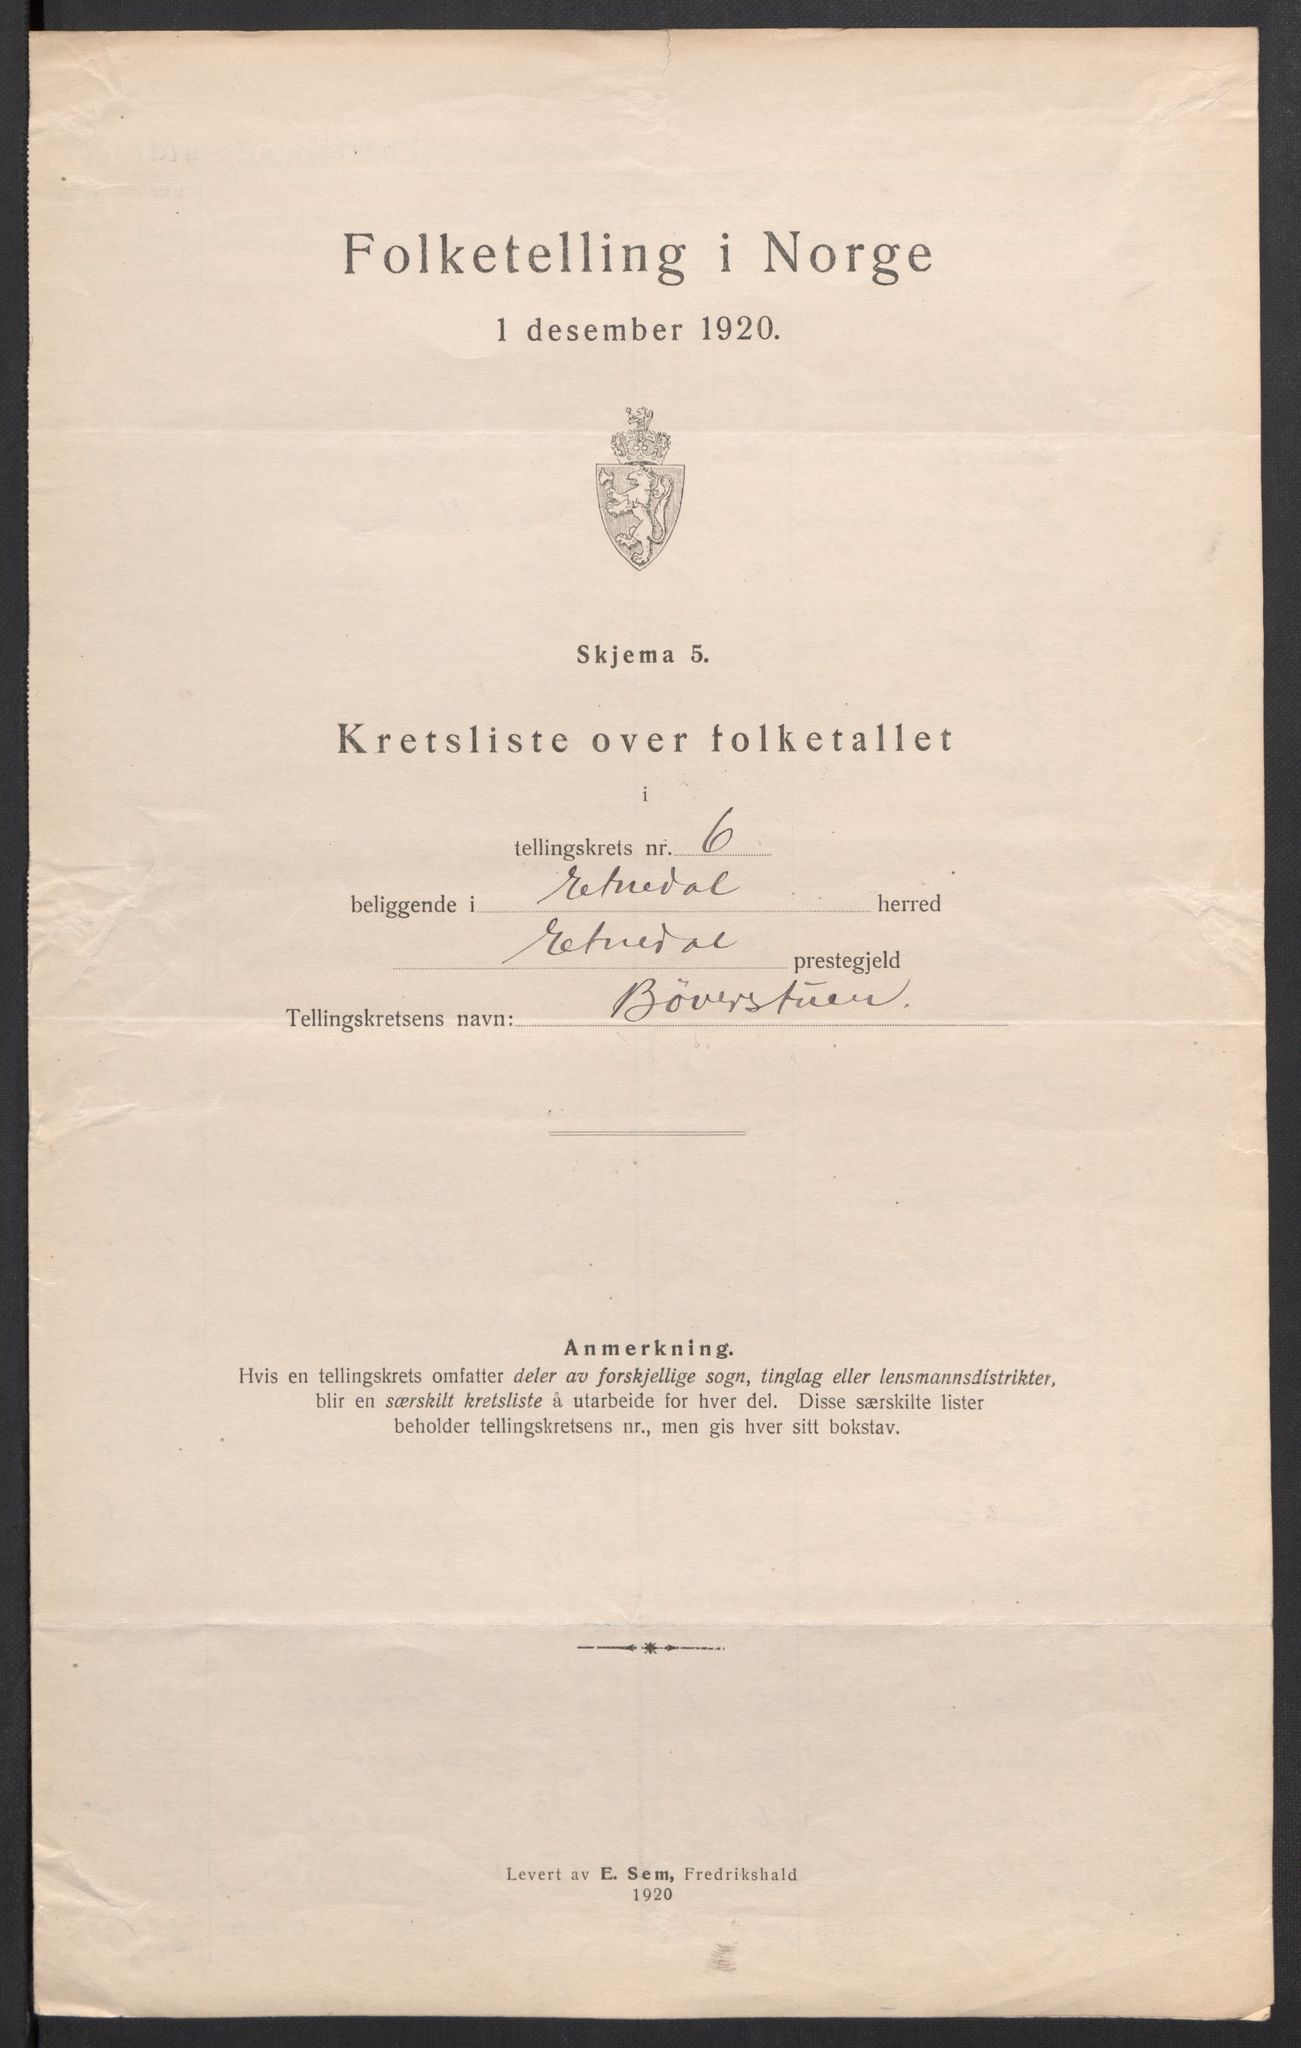 Folketelling i Norge
1 desember 1920.
Skjema 5.
Kretsliste over folketallet
i
tellingskrets nr. 6
beliggende i Etnedal herred
Etnedal prestegjeld
Tellingskretsens navn: Böverstuen.
Anmerkning.
Hvis en tellingskrets omfatter deler av forskjellige sogn, tinglag eller lensmannsdistrikter,
blir en særskilt kretsliste å utarbeide for hver del. Disse særskilte lister
beholder tellingskretsens nr., men gis hver sitt bokstav.
Levert av E. Sem, Fredrikshald
1920